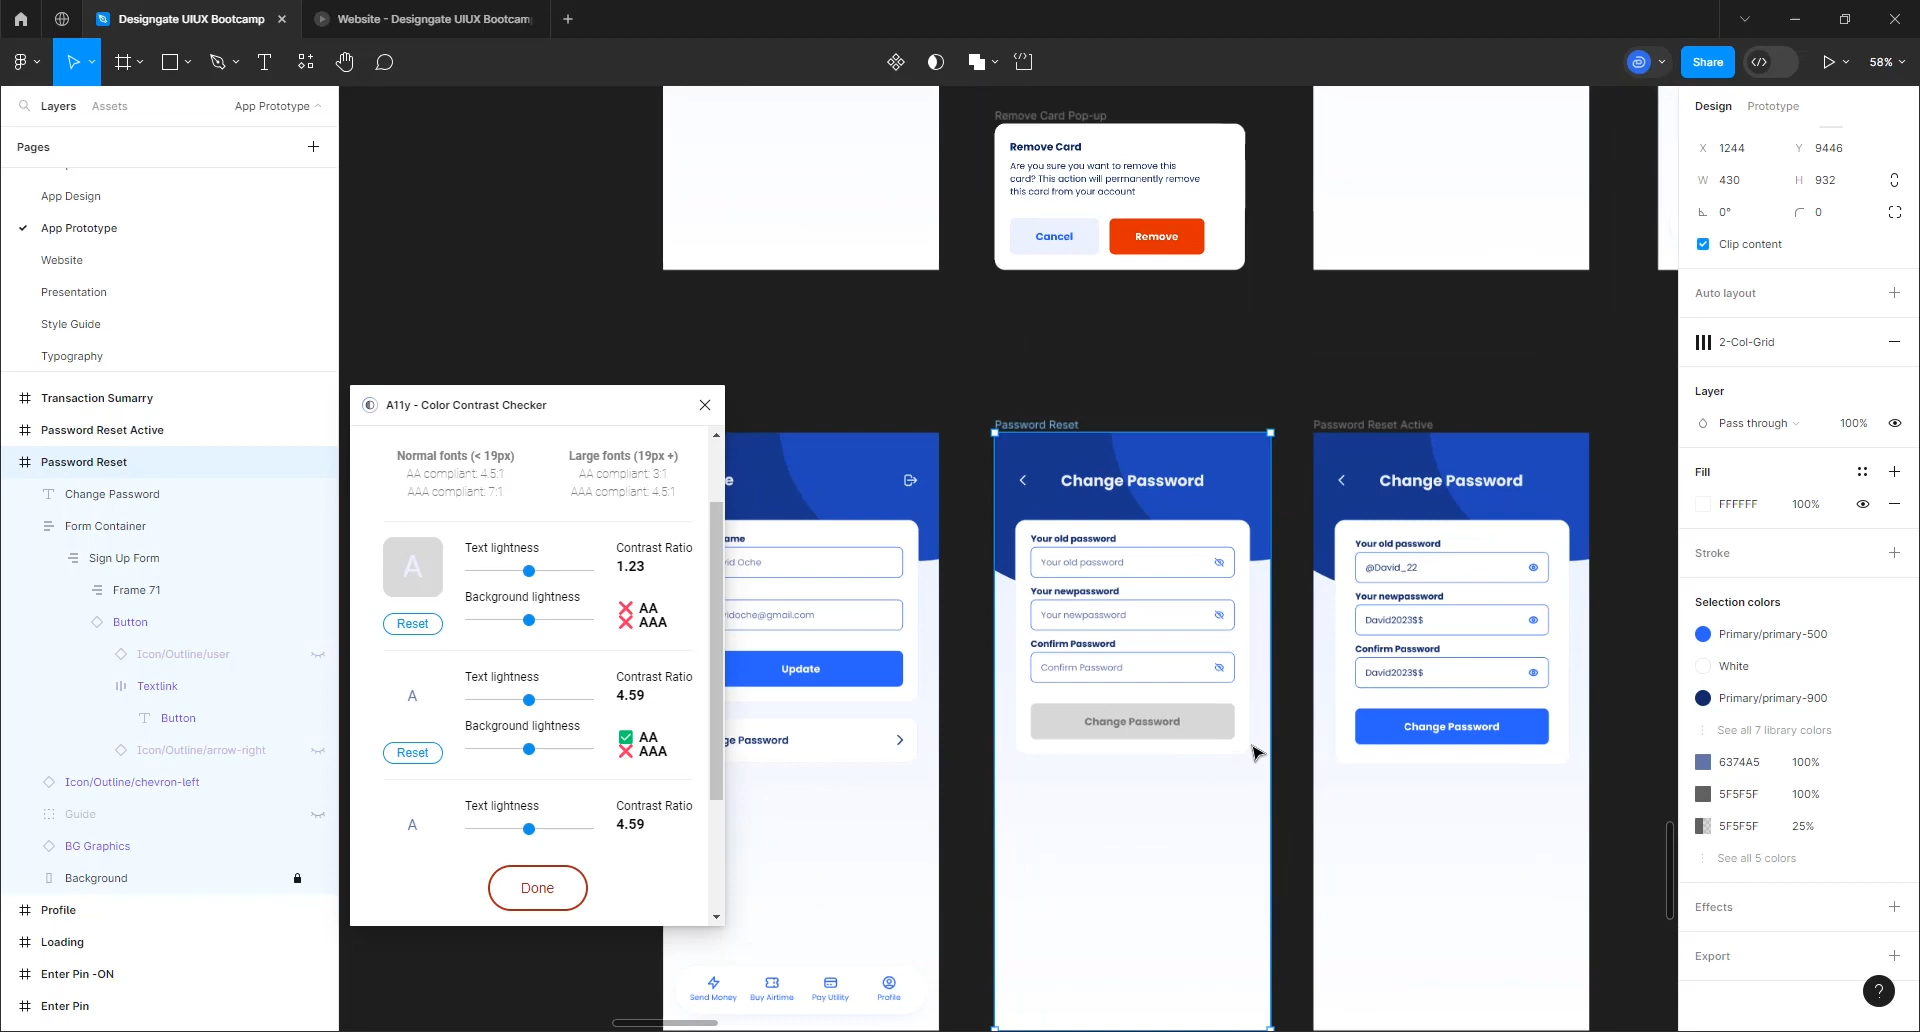 Designgate UIUX Bootcamp
Website - Designgate UIUX Bootcam
Share
58%
Layers
Assets
App Prototype
Pages
App Design
App Prototype
Website
Presentation
Style Guide
Typography
Transaction Sumarry
Password Reset Active
Password Reset
Change Password
Form Container
Sign Up Form
Frame 71
Button
Icon/Outline/user
Textlink
Button
Icon/Outline/arrow-right
Icon/Outline/chevron-left
Guide
BG Graphics
Background
Profile
Loading
Enter Pin -ON
Enter Pin
A11y - Color Contrast Checker
Normal fonts (< 19px)
AA compliant: 4.5:1
AAA compliant: 7:1
Large fonts (19px +)
AA compliant: 3:1
AAA compliant: 4.5:1
A
Text lightness
Contrast Ratio
1.23
Background lightness
AA
AAA
Reset
A
Text lightness
Contrast Ratio
4.59
Background lightness
AA
AAA
Reset
A
Text lightness
Contrast Ratio
4.59
Done
Remove Card Pop-up
Remove Card
Are you sure you want to remove this
card? This action will permanently remove
this card from your account
Cancel
Remove
e
ame
id Oche
idoche@gmail.com
Update
ge Password
Send Money
Buy Airtime
Pay Utility
Profile
Password Reset
Change Password
Your old password
Your old password
Your newpassword
Your newpassword
Confirm Password
Confirm Password
Change Password
Password Reset Active
Change Password
Your old password
@David_22
Your newpassword
David2023$$
Confirm Password
David2023$$
Change Password
Design
Prototype
X 1244
Y 9446
W 430
H 932
0°
0
Clip content
Auto layout
2-Col-Grid
Layer
Pass through
100%
Fill
FFFFFF
100%
Stroke
Selection colors
Primary/primary-500
White
Primary/primary-900
See all 7 library colors
6374A5
100%
5F5F5F
100%
5F5F5F
25%
See all 5 colors
Effects
Export
?